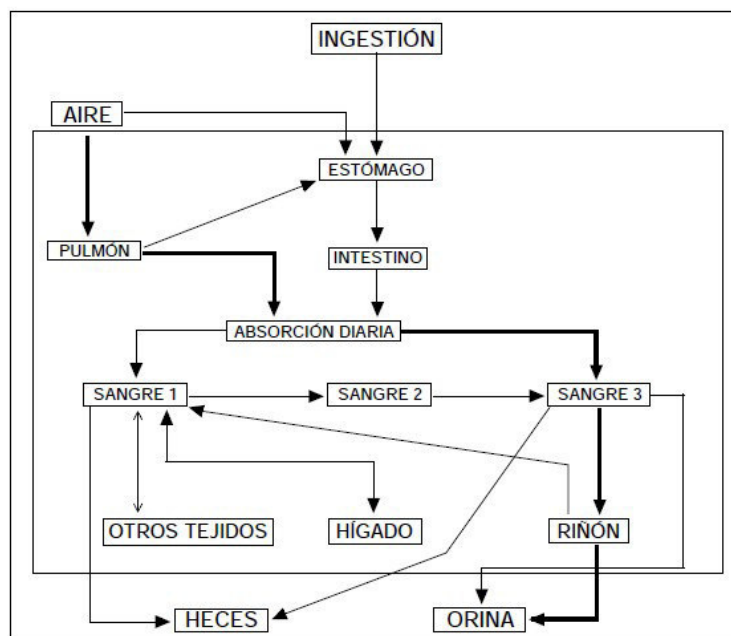 INGESTIÓN
AIRE
ESTÓMAGO
PULMÓN
INTESTINO
ABSORCIÓN DIARIA
SANGRE 1
SANGRE 2
SANGRE 3
OTROS TEJIDOS
HÍGADO
RIÑÓN
HECES
ORINA